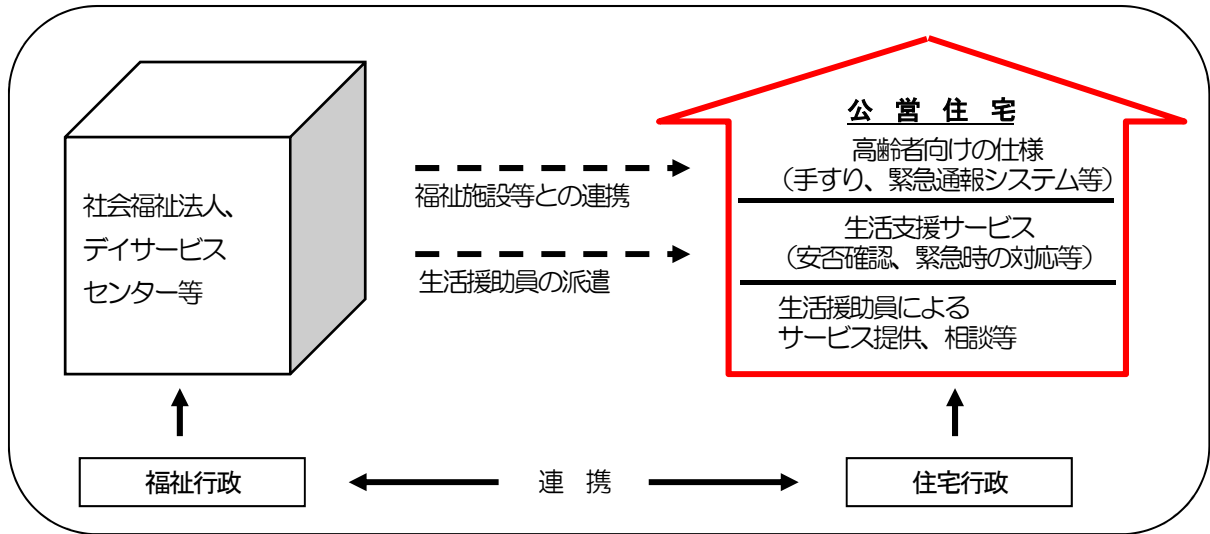 公営住宅
高齢者向けの仕様
（手すり、緊急通報システム等）
生活支援サービス
（安否確認、緊急時の対応等）
生活援助員による
サービス提供、相談等
社会福祉法人、
デイサービス
センター等
福祉施設等との連携
生活援助員の派遣
福祉行政
連携
住宅行政